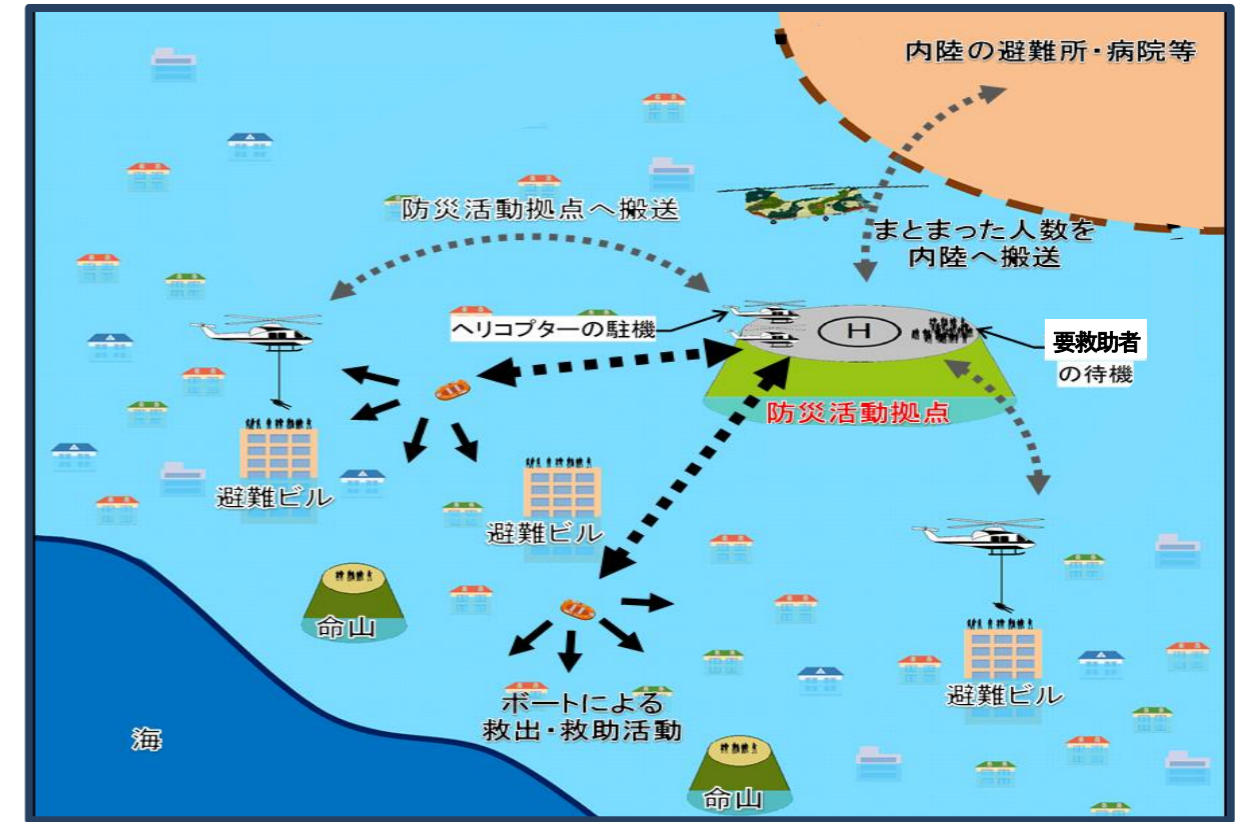 内陸の避難所・病院等
防災活動拠点へ搬送
まとまった人数を
内陸へ搬送
ヘリコプターの駐機
H
要救助者
の待機
防災活動拠点
避難ビル
避難ビル
命山
ボートによる
救出・救助活動
避難ビル
海
命山